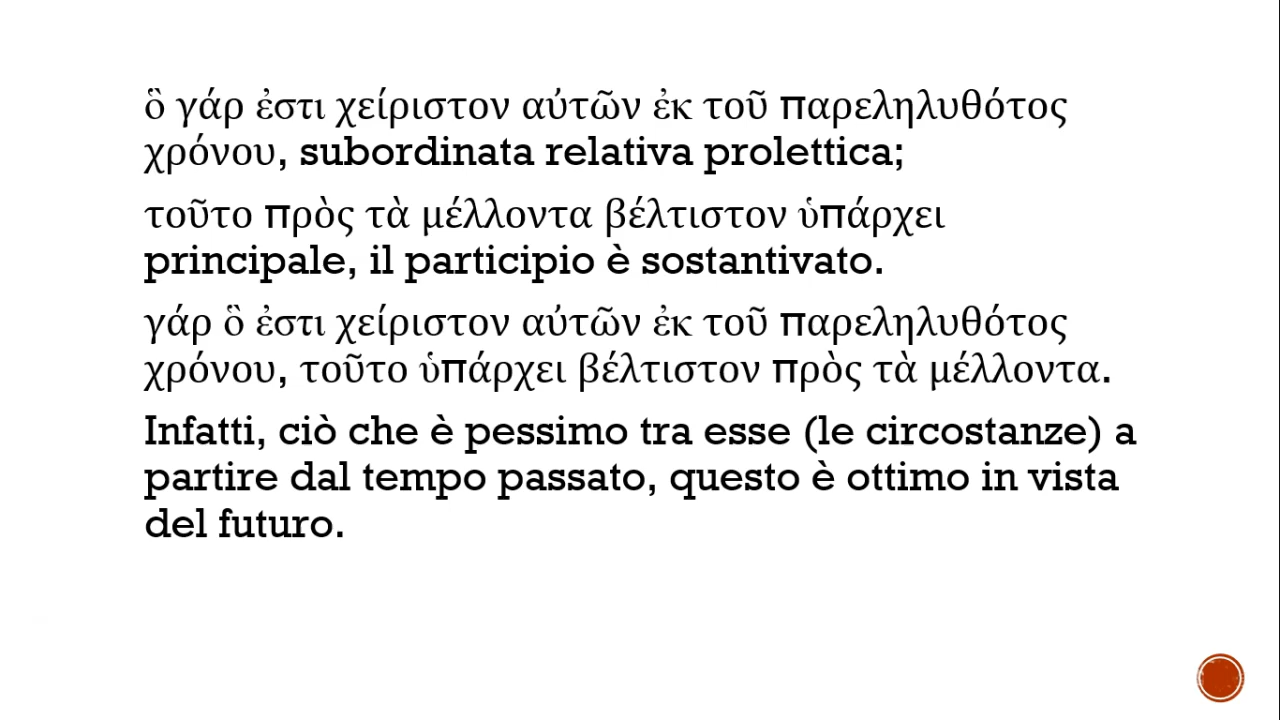 ὃ γάρ ἐστι χείριστον αὐτῶν ἐκ τοῦ παρεληλυθότος
χρόνου, subordinata relativa prolettica;
τοῦτο πρὸς τὰ μέλλοντα βέλτιστον ὑπάρχει
principale, il participio è sostantivato.
γάρ ὃ ἐστι χείριστον αὐτῶν ἐκ τοῦ παρεληλυθότος
χρόνου, τοῦτο ὑπάρχει βέλτιστον πρὸς τὰ μέλλοντα.
Infatti, ciò che è pessimo tra esse (le circostanze) a
partire dal tempo passato, questo è ottimo in vista
del futuro.